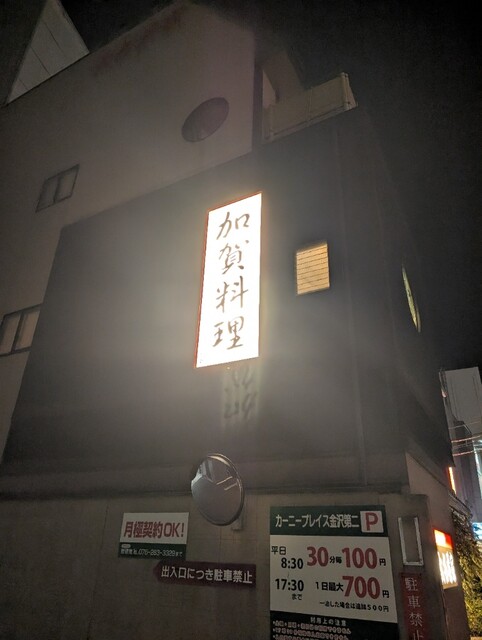 加賀料理
月極契約OK!
出入口につき駐車禁止
カーニープレイス金沢第二 P
平日
8:30
17:30
まで
30分毎100円
1日最大700円
駐車禁